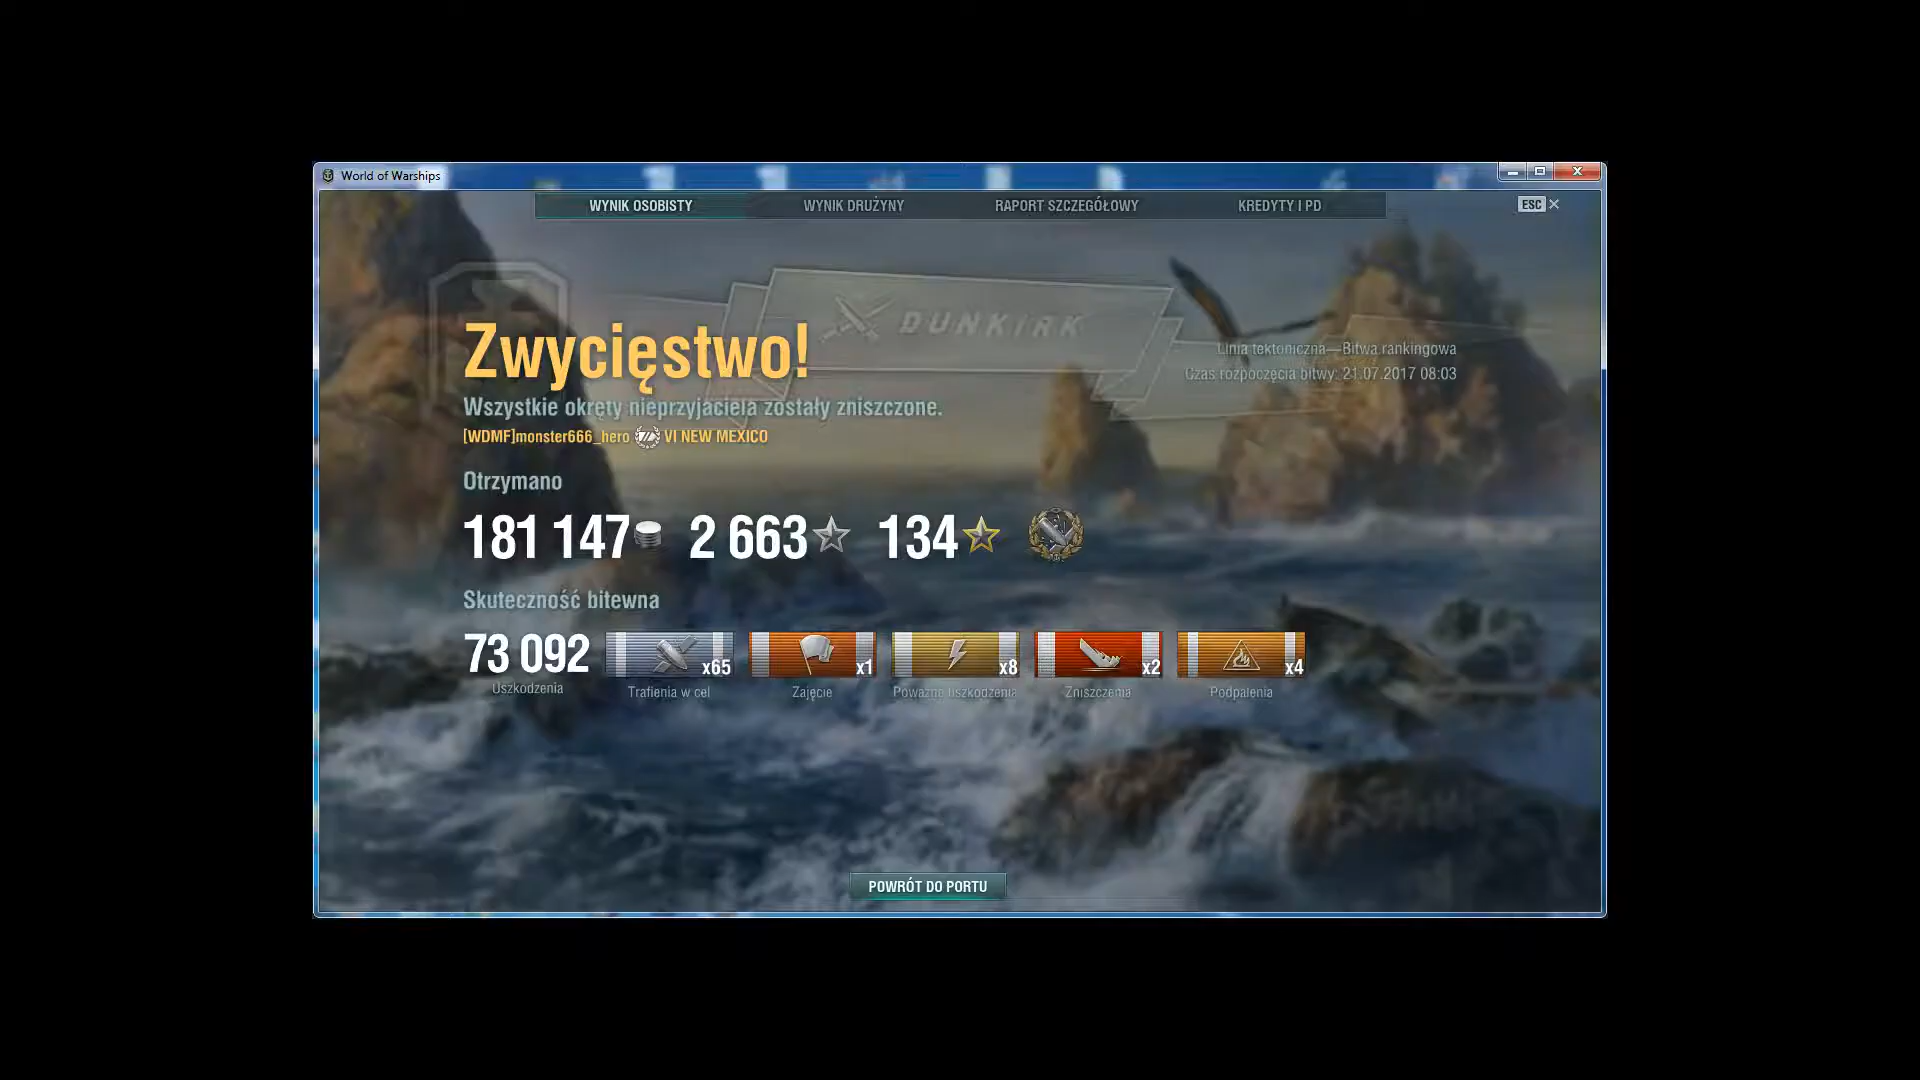 World of Warships
WYNIK OSOBISTY WYNIK DRUŻYNY RAPORT SZCZEGÓŁOWY KREDYTY I PD ESC
DUNKIRK
Zwycięstwo!
Linia tektoniczna—Bitwa rankingowa
Czas rozpoczęcia bitwy: 21.07.2017 08:03
Wszystkie okręty nieprzyjaciela zostały zniszczone.
[WDMF]monster666_hero VI NEW MEXICO
Otrzymano
181 147 2 663 134
Skuteczność bitewna
73 092 x65 x1 x8 x2 x4
Uszkodzenia Trafienia w cel Zajęcie Poważne uszkodzenia Zniszczenia Podpalenia
POWRÓT DO PORTU